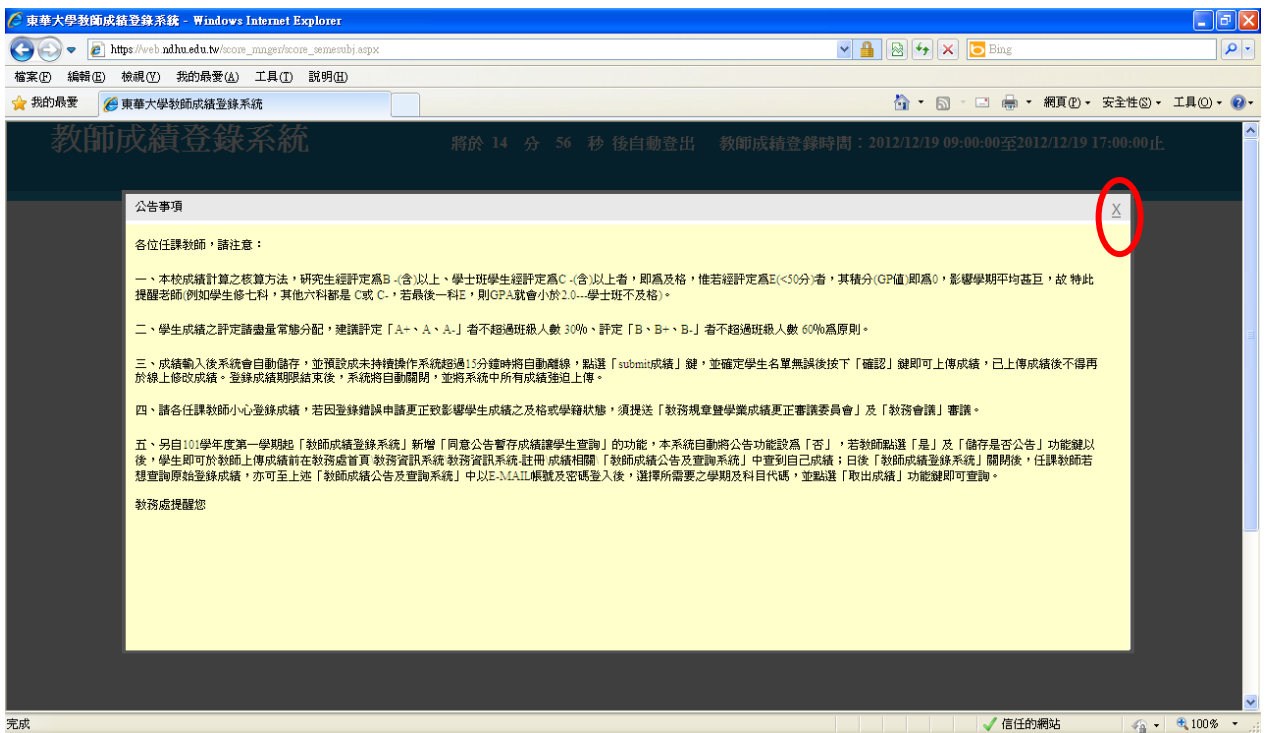 東華大學教師成績登錄系統 - Windows Internet Explorer
https://web.ndhu.edu.tw/score_mnger/score_semesubj.aspx
Bing
檔案(F) 編輯(E) 檢視(V) 我的最愛(A) 工具(T) 說明(H)
我的最愛 東華大學教師成績登錄系統 網頁(P) 安全性(S) 工具(O)
教師成績登錄系統 將於 14 分 56 秒 後自動登出 教師成績登錄時間：2012/12/19 09:00:00至2012/12/19 17:00:00止
公告事項 X
各位任課教師，請注意：
一、本校成績計算之核算方法，研究生經評定為B -(含)以上、學士班學生經評定為C -(含)以上者，即為及格，惟若經評定為E(<50分)者，其積分(GP值)即為0，影響學期平均甚巨，故 特此
提醒老師(例如學生修七科，其他六科都是 C或 C-，若最後一科E，則GPA就會小於2.0---學士班不及格)。
二、學生成績之評定請盡量常態分配，建議評定「A+、A、A-」者不超過班級人數 30%、評定「B、B+、B-」者不超過班級人數 60%為原則。
三、成績輸入後系統會自動儲存，並預設成未持續操作系統超過15分鐘時將自動離線，點選「submit成績」鍵，並確定學生名單無誤後按下「確認」鍵即可上傳成績，已上傳成績後不得再
於線上修改成績。登錄成績期限結束後，系統將自動關閉，並將系統中所有成績強迫上傳。
四、請各任課教師小心登錄成績，若因登錄錯誤申請更正致影響學生成績之及格或學籍狀態，須提送「教務規章暨學業成績更正審議委員會」及「教務會議」審議。
五、另自101學年度第一學期起「教師成績登錄系統」新增「同意公告暫存成績讓學生查詢」的功能，本系統自動將公告功能設為「否」，若教師點選「是」及「儲存是否公告」功能鍵以
後，學生即可於教師上傳成績前在教務處首頁 教務資訊系統 教務資訊系統-註冊 成績相關「教師成績公告及查詢系統」中查到自己成績；日後「教師成績登錄系統」關閉後，任課教師若
想查詢原始登錄成績，亦可至上述「教師成績公告及查詢系統」中以E-MAIL帳號及密碼登入後，選擇所需要之學期及科目代碼，並點選「取出成績」功能鍵即可查詢。
教務處提醒您
完成 信任的網站 100%